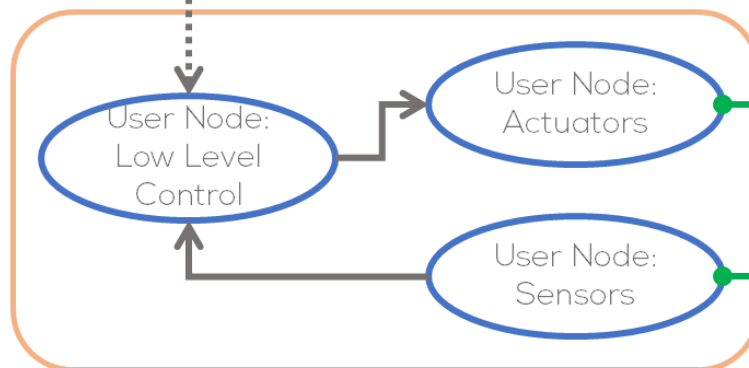 User Node:
Low Level
Control
User Node:
Actuators
User Node:
Sensors